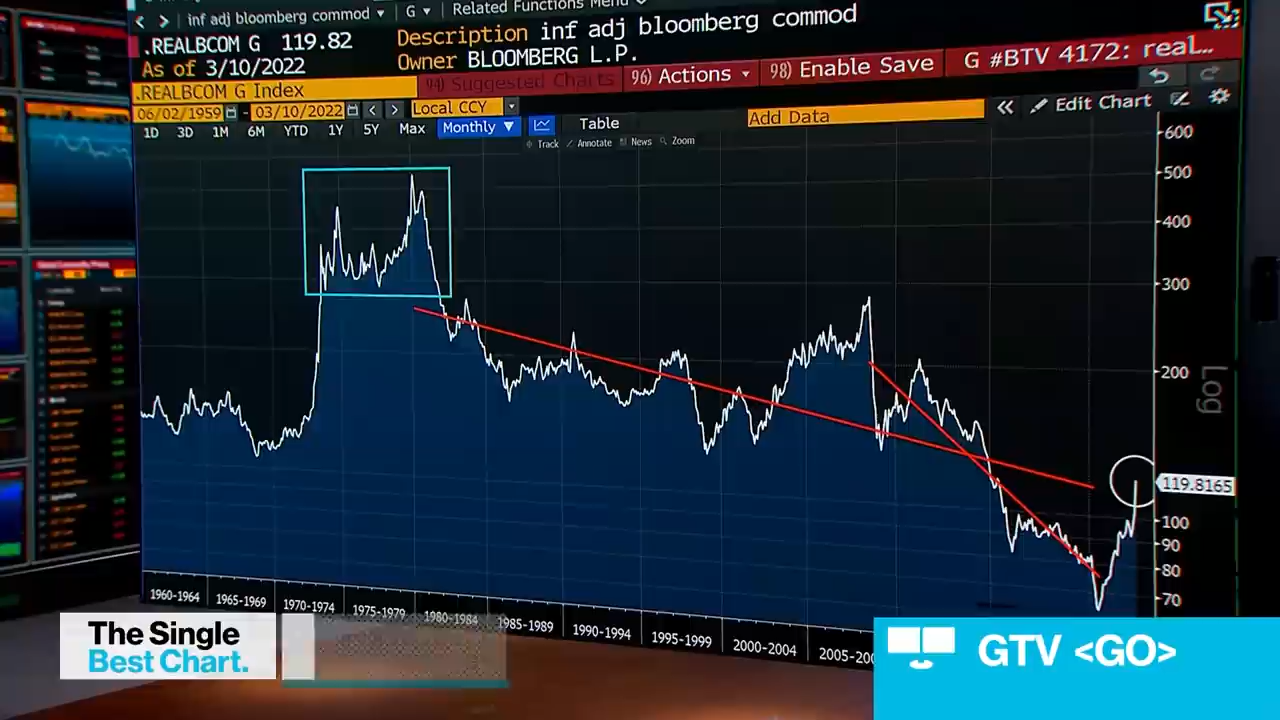 inf adj bloomberg commod
G
Related Functions Menu
.REALBCOM G 119.82
Description inf adj bloomberg commod
As of 3/10/2022
Owner BLOOMBERG L.P.
.REALBCOM G Index
94) Suggested Charts
96) Actions
98) Enable Save
G #BTV 4172: real...
06/02/1959 - 03/10/2022
Local CCY
Add Data
« Edit Chart
1D 3D 1M 6M YTD 1Y 5Y Max Monthly ▼
Table
Track Annotate News Zoom
600
500
400
300
200
119.8165
100
90
80
70
Log
1960-1964 1965-1969 1970-1974 1975-1979 1980-1984 1985-1989 1990-1994 1995-1999 2000-2004
The Single
Best Chart.
GTV <GO>